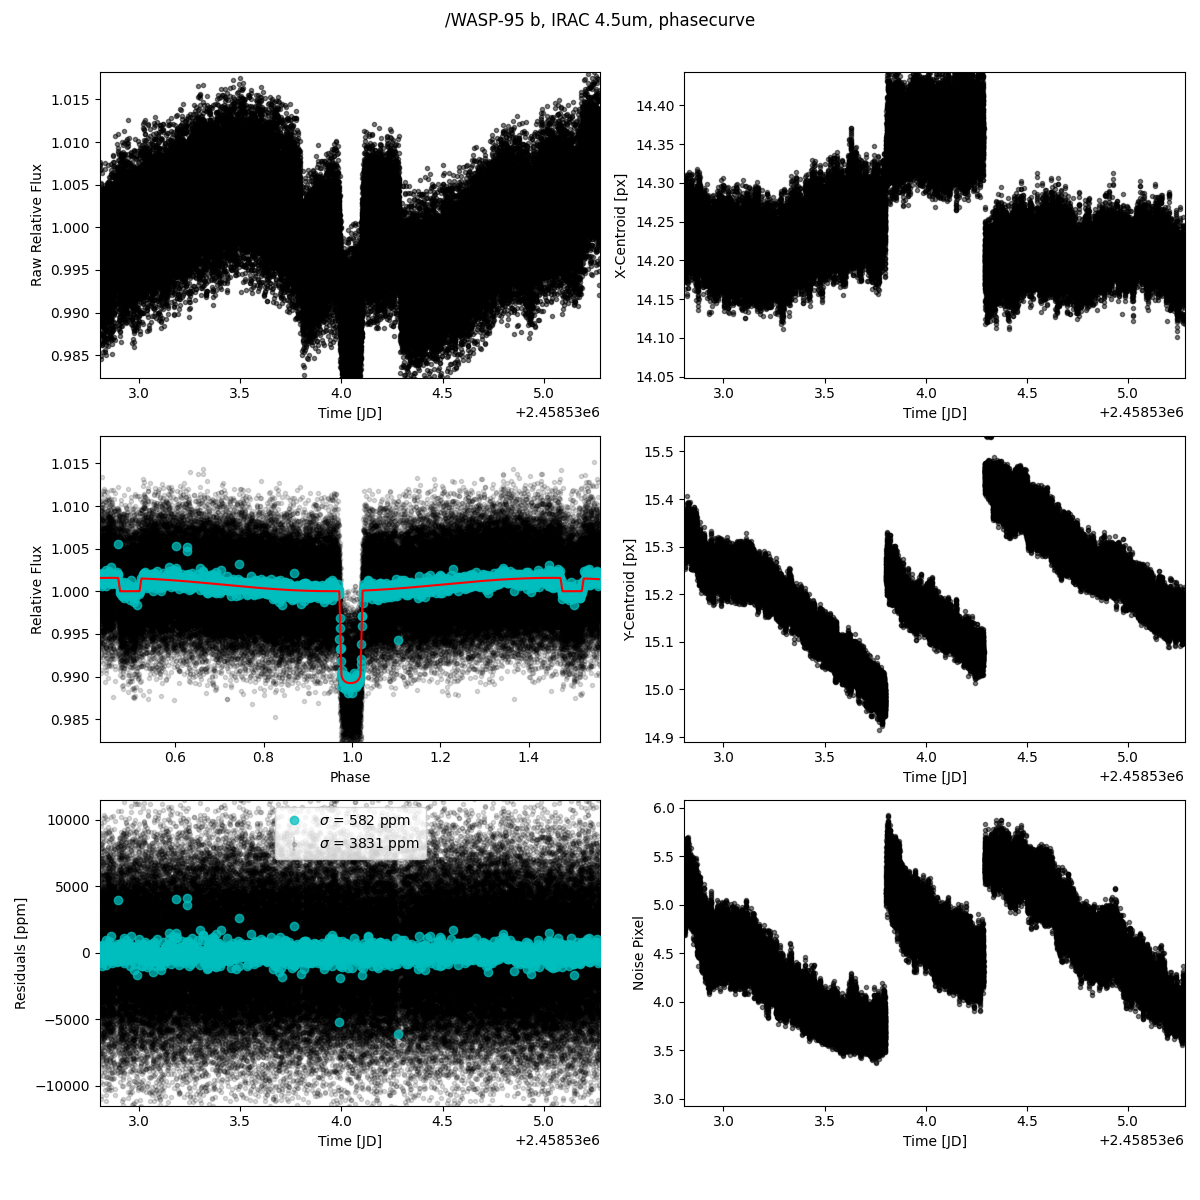 /WASP-95 b, IRAC 4.5um, phasecurve
1.015
1.010
1.005
1.000
0.995
0.990
0.985
Raw Relative Flux
3.0 3.5 4.0 4.5 5.0
Time [JD]
+2.45853e6
14.40
14.35
14.30
14.25
14.20
14.15
14.10
14.05
X-Centroid [px]
3.0 3.5 4.0 4.5 5.0
Time [JD]
+2.45853e6
1.015
1.010
1.005
1.000
0.995
0.990
0.985
Relative Flux
0.6 0.8 1.0 1.2 1.4
Phase
15.5
15.4
15.3
15.2
15.1
15.0
14.9
Y-Centroid [px]
3.0 3.5 4.0 4.5 5.0
Time [JD]
+2.45853e6
10000
5000
0
−5000
−10000
Residuals [ppm]
σ = 582 ppm
σ = 3831 ppm
3.0 3.5 4.0 4.5 5.0
Time [JD]
+2.45853e6
6.0
5.5
5.0
4.5
4.0
3.5
3.0
Noise Pixel
3.0 3.5 4.0 4.5 5.0
Time [JD]
+2.45853e6